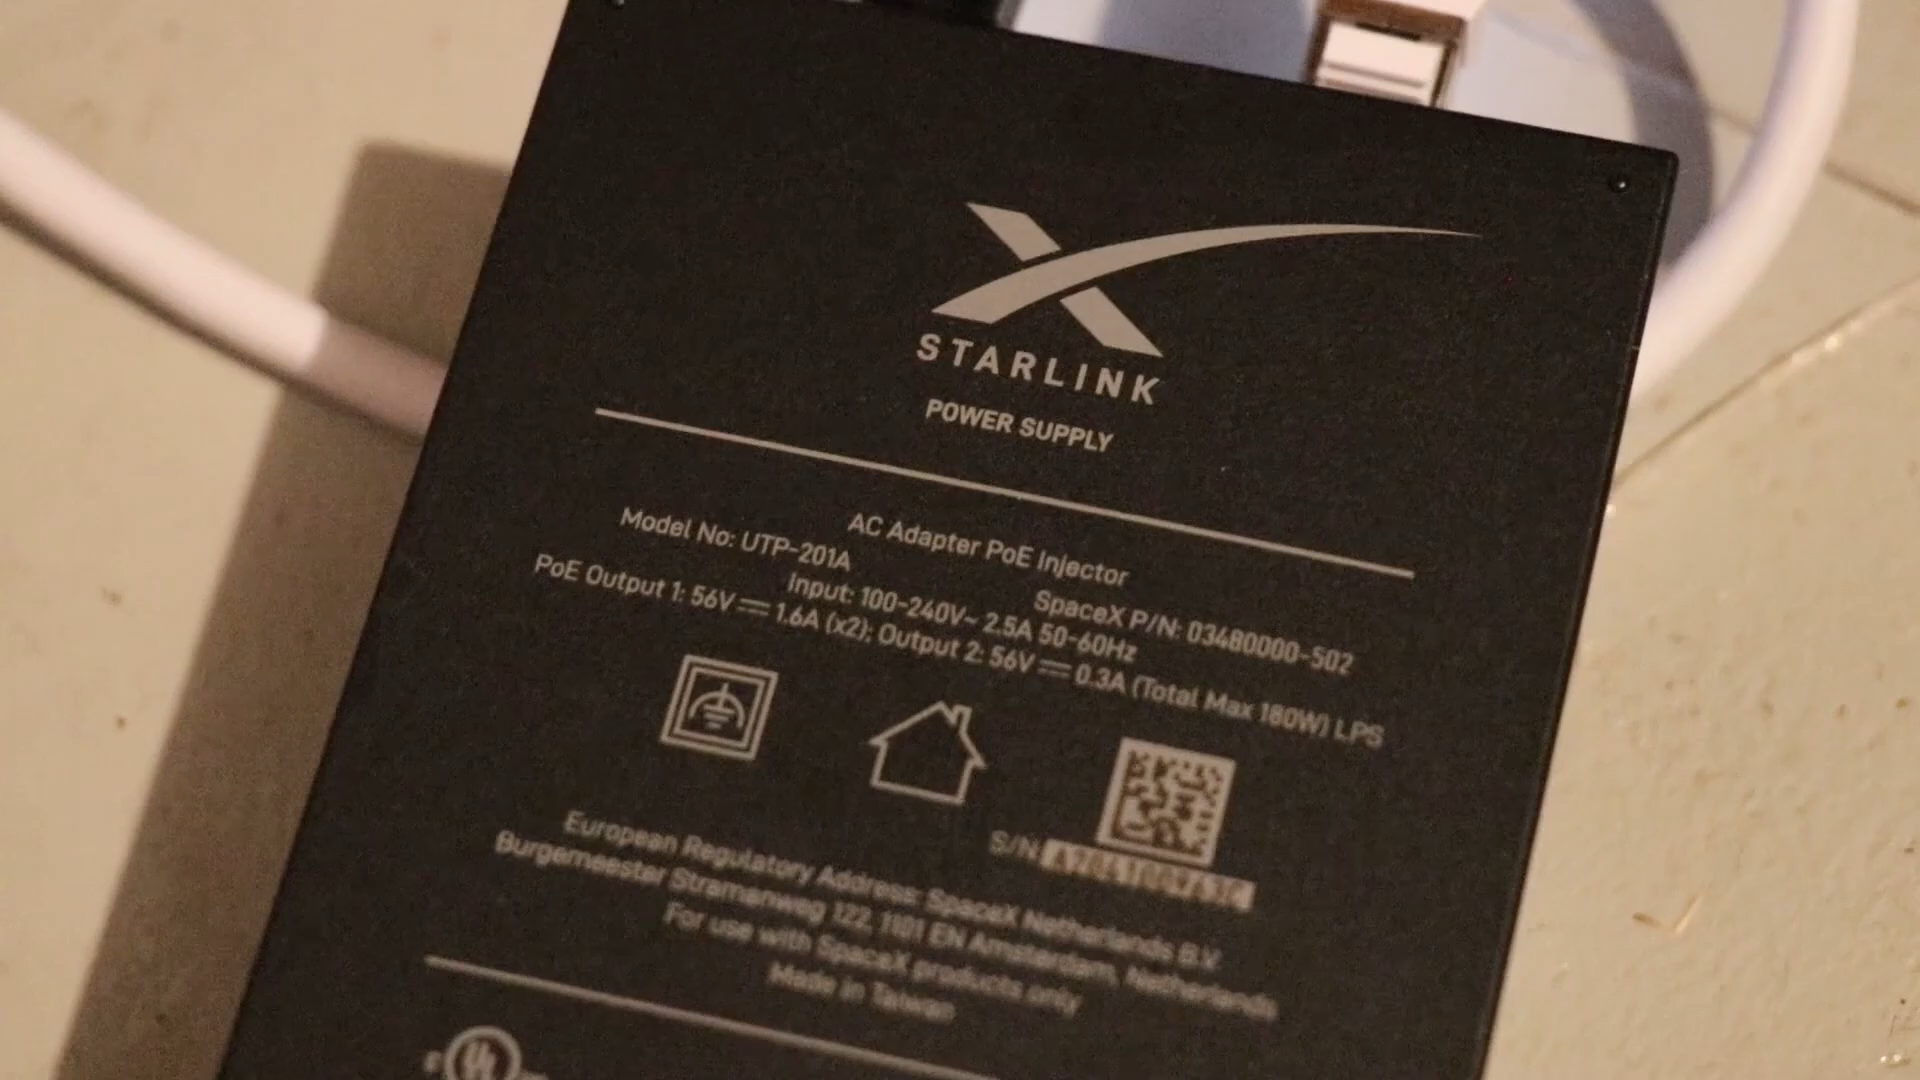 STARLINK
POWER SUPPLY
AC Adapter PoE Injector
Model No: UTP-201A SpaceX P/N: 03480000-502
Input: 100-240V~ 2.5A 50-60Hz
PoE Output 1: 56V⎓1.6A (x2); Output 2: 56V⎓0.3A (Total Max 180W) LPS
S/N:
European Regulatory Address: SpaceX Netherlands B.V.
Burgemeester Stramanweg 122, 1101 EN Amsterdam, Netherlands
For use with SpaceX products only
Made in Taiwan
UL